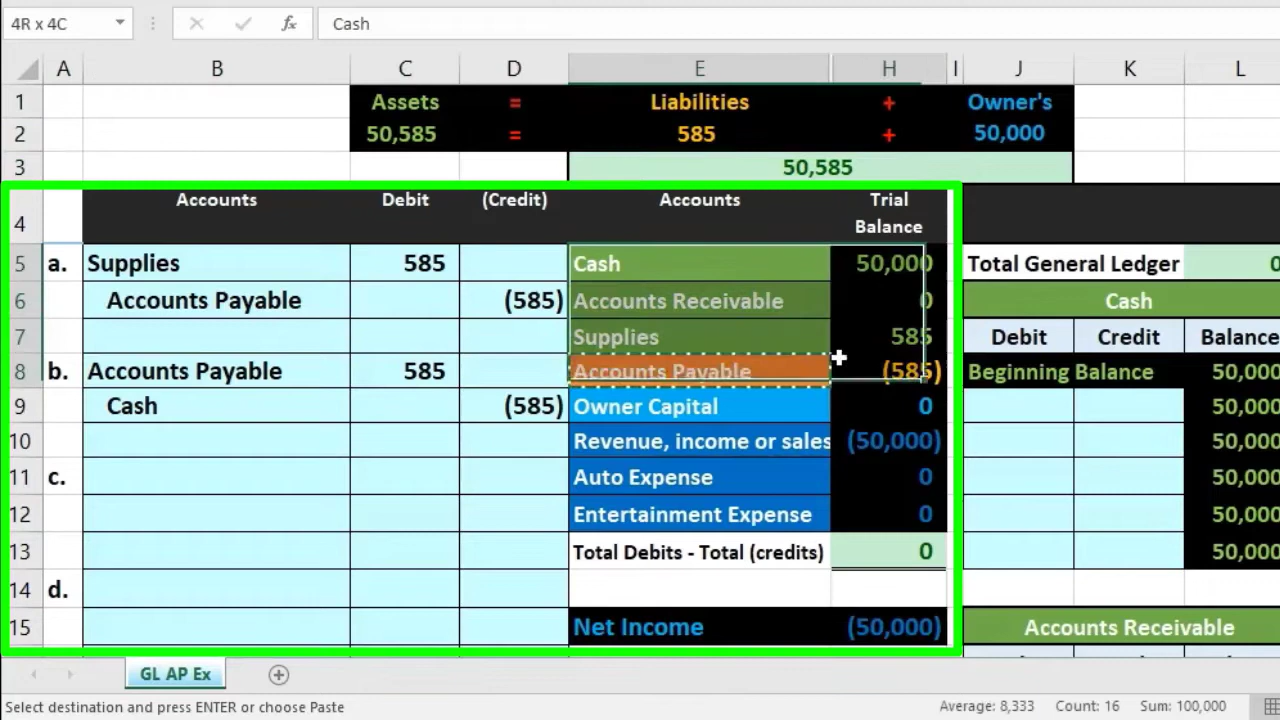 4R x 4C fx Cash
A B C D E H I J K L
1 Assets = Liabilities + Owner's
2 50,585 = 585 + 50,000
3 50,585
4 Accounts Debit (Credit) Accounts Trial Balance
5 a. Supplies 585 Cash 50,000 Total General Ledger 0
6 Accounts Payable (585) Accounts Receivable 0 Cash
7 Supplies 585 Debit Credit Balance
8 b. Accounts Payable 585 Accounts Payable (585) Beginning Balance 50,000
9 Cash (585) Owner Capital 0 50,000
10 Revenue, income or sales (50,000) 50,000
11 c. Auto Expense 0 50,000
12 Entertainment Expense 0 50,000
13 Total Debits - Total (credits) 0 50,000
14 d.
15 Net Income (50,000) Accounts Receivable
GL AP Ex
Select destination and press ENTER or choose Paste Average: 8,333 Count: 16 Sum: 100,000